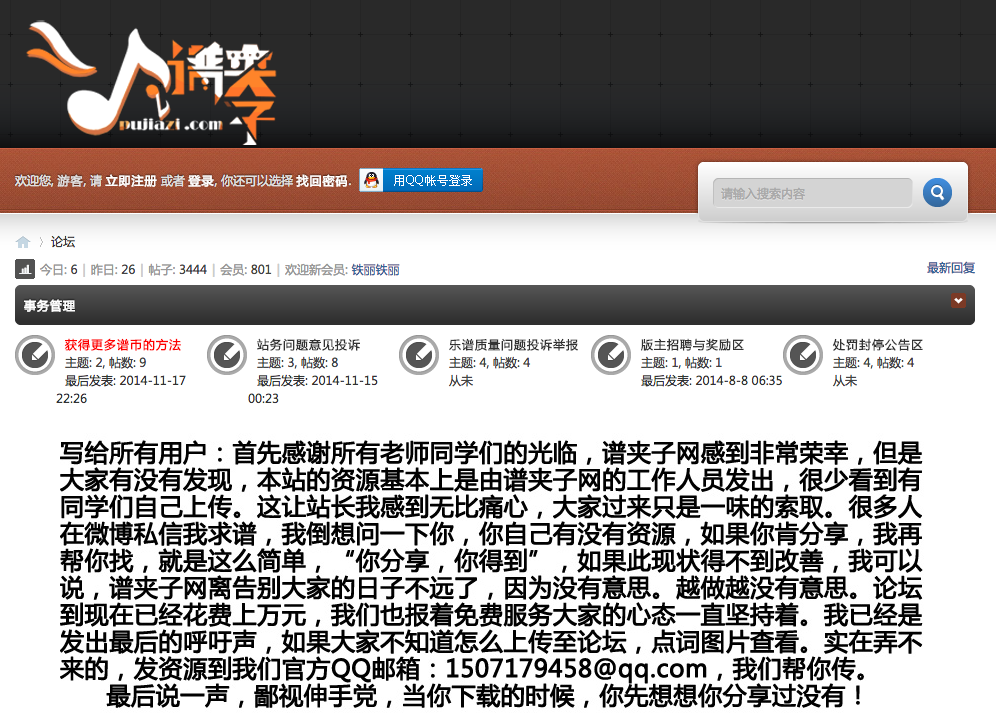 谱夹子
pujiazi.com
欢迎您, 游客, 请 立即注册 或者 登录, 你还可以选择 找回密码. 用QQ帐号登录
请输入搜索内容
论坛
今日: 6 | 昨日: 26 | 帖子: 3444 | 会员: 801 | 欢迎新会员: 铁丽铁丽 最新回复
事务管理
获得更多谱币的方法
主题: 2, 帖数: 9
最后发表: 2014-11-17
22:26
站务问题意见投诉
主题: 3, 帖数: 8
最后发表: 2014-11-15
00:23
乐谱质量问题投诉举报
主题: 4, 帖数: 4
从未
版主招聘与奖励区
主题: 1, 帖数: 1
最后发表: 2014-8-8 06:35
处罚封停公告区
主题: 4, 帖数: 4
从未
写给所有用户：首先感谢所有老师同学们的光临，谱夹子网感到非常荣幸，但是
大家有没有发现，本站的资源基本上是由谱夹子网的工作人员发出，很少看到有
同学们自己上传。这让站长我感到无比痛心，大家过来只是一味的索取。很多人
在微博私信我求谱，我倒想问一下你，你自己有没有资源，如果你肯分享，我再
帮你找，就是这么简单，“你分享，你得到”，如果此现状得不到改善，我可以
说，谱夹子网离告别大家的日子不远了，因为没有意思。越做越没有意思。论坛
到现在已经花费上万元，我们也报着免费服务大家的心态一直坚持着。我已经是
发出最后的呼吁声，如果大家不知道怎么上传至论坛，点词图片查看。实在弄不
来的，发资源到我们官方QQ邮箱：1507179458@qq.com，我们帮你传。
最后说一声，鄙视伸手党，当你下载的时候，你先想想你分享过没有！